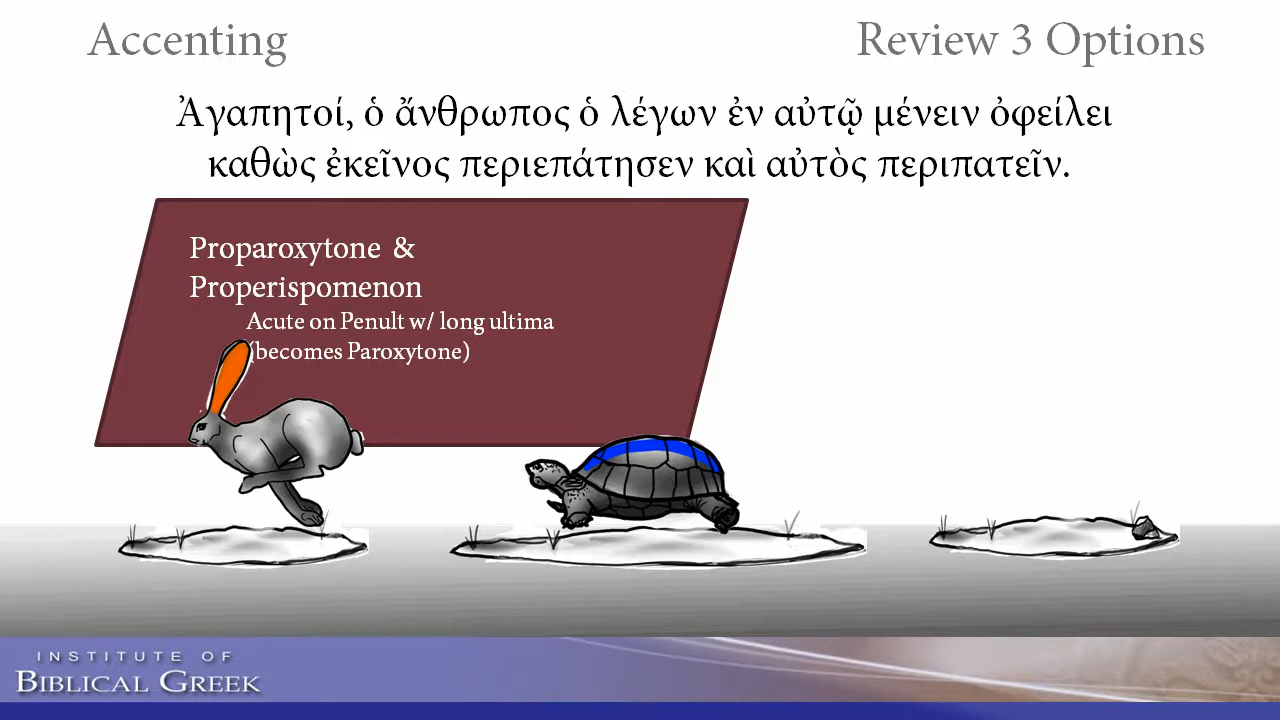 Accenting
Review 3 Options
Ἀγαπητοί, ὁ ἄνθρωπος ὁ λέγων ἐν αὐτῷ μένειν ὀφείλει
καθὼς ἐκεῖνος περιεπάτησεν καὶ αὐτὸς περιπατεῖν.
Proparoxytone &
Properispomenon
Acute on Penult w/ long ultima
(becomes Paroxytone)
INSTITUTE OF
BIBLICAL GREEK